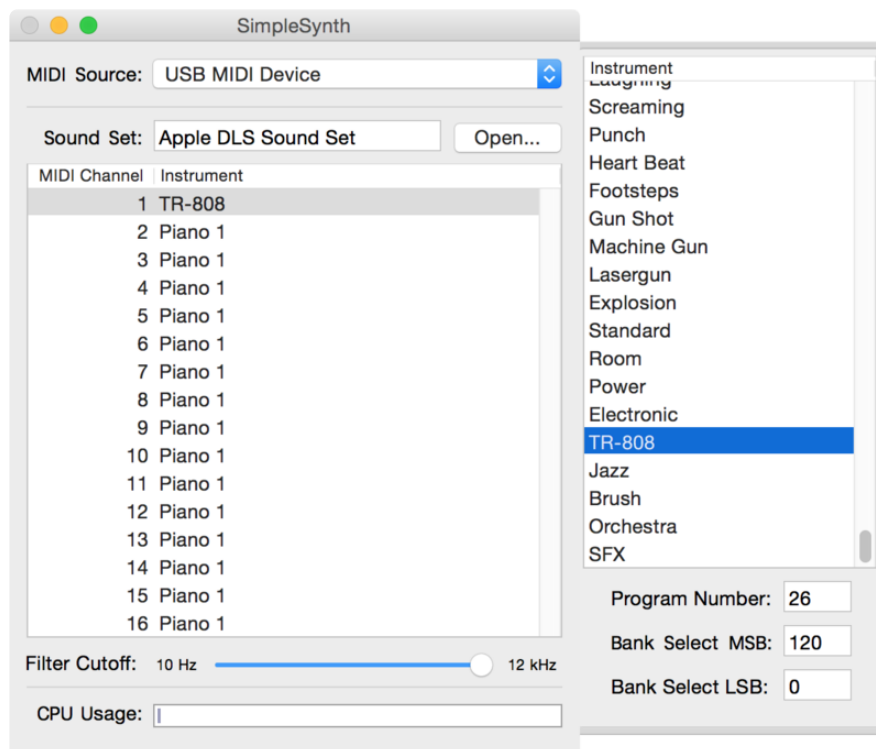 SimpleSynth
MIDI Source: USB MIDI Device
Sound Set: Apple DLS Sound Set Open...
MIDI Channel Instrument
1 TR-808
2 Piano 1
3 Piano 1
4 Piano 1
5 Piano 1
6 Piano 1
7 Piano 1
8 Piano 1
9 Piano 1
10 Piano 1
11 Piano 1
12 Piano 1
13 Piano 1
14 Piano 1
15 Piano 1
16 Piano 1
Filter Cutoff: 10 Hz 12 kHz
CPU Usage:
Instrument
Laughing
Screaming
Punch
Heart Beat
Footsteps
Gun Shot
Machine Gun
Lasergun
Explosion
Standard
Room
Power
Electronic
TR-808
Jazz
Brush
Orchestra
SFX
Program Number: 26
Bank Select MSB: 120
Bank Select LSB: 0